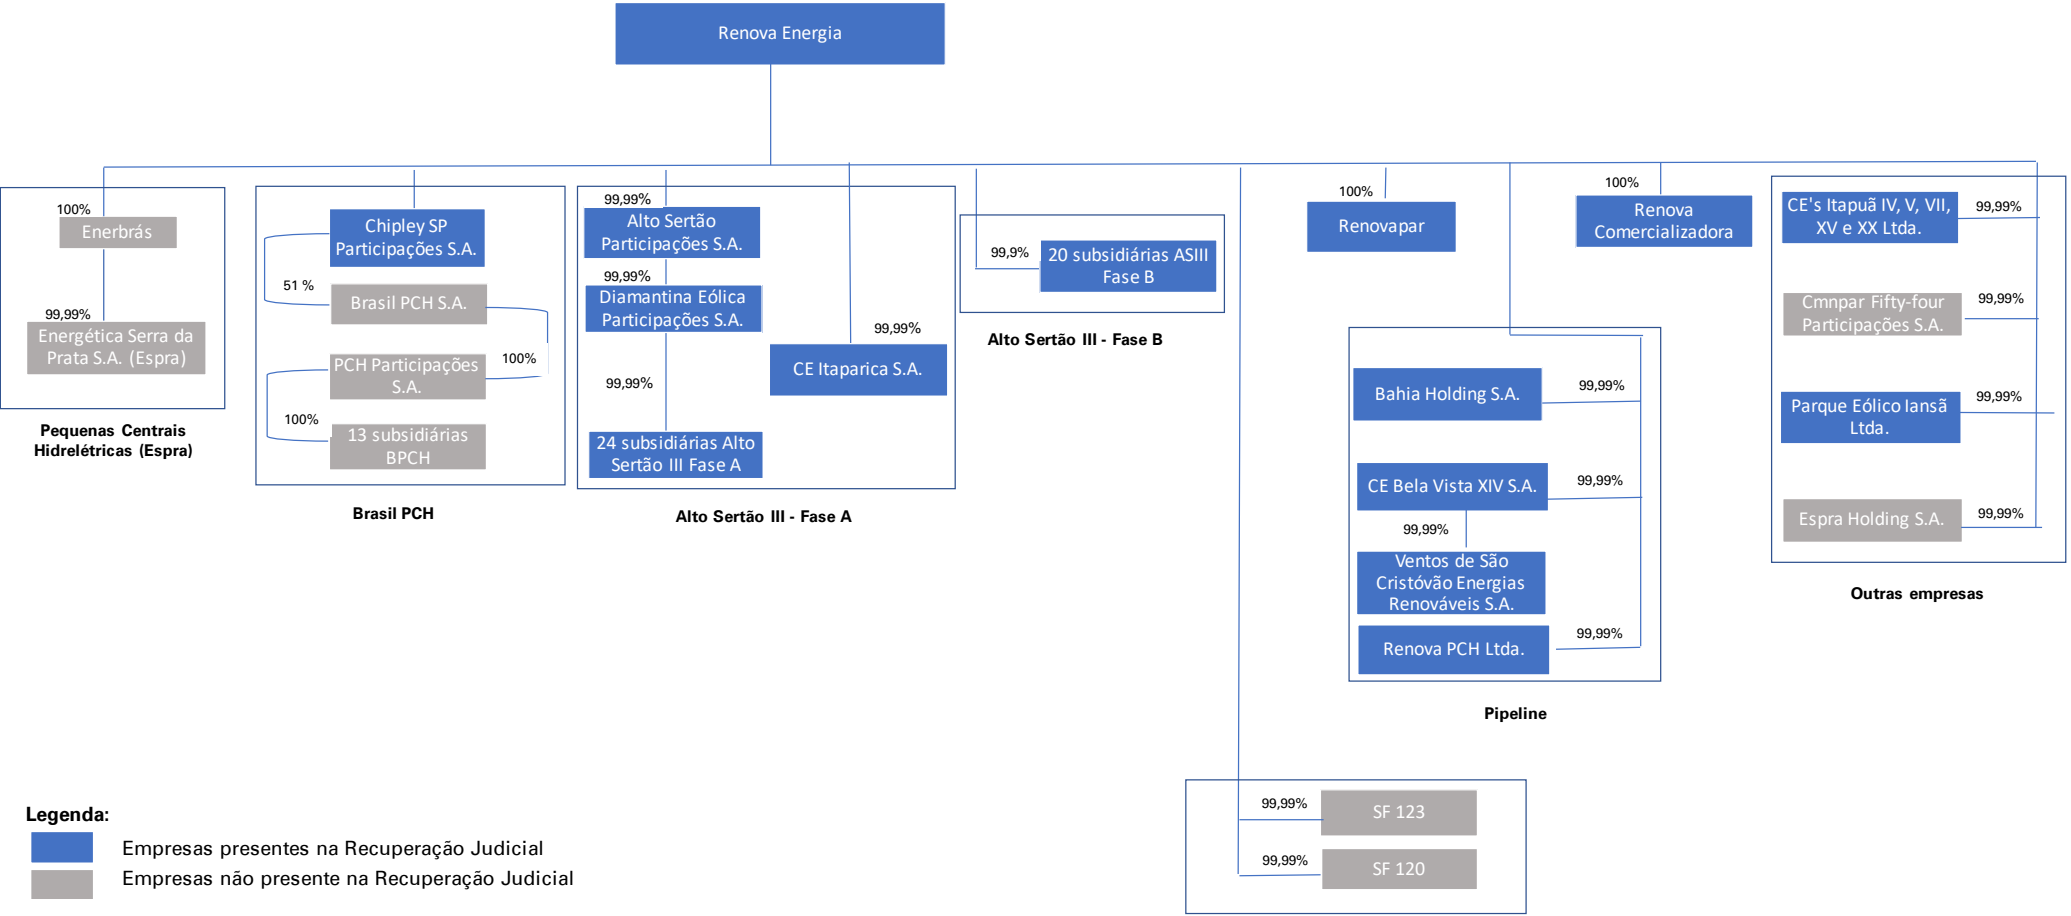 Renova Energia
100%
Enerbrás
99,99%
Energética Serra da
Prata S.A. (Espra)
Pequenas Centrais
Hidrelétricas (Espra)
Chipley SP
Participações S.A.
51 %
Brasil PCH S.A.
100%
PCH Participações
S.A.
100%
13 subsidiárias
BPCH
Brasil PCH
99,99%
Alto Sertão
Participações S.A.
99,99%
Diamantina Eólica
Participações S.A.
99,99%
24 subsidiárias Alto
Sertão III Fase A
99,99%
CE Itaparica S.A.
Alto Sertão III - Fase A
99,9%
20 subsidiárias ASIII
Fase B
Alto Sertão III - Fase B
100%
Renovapar
100%
Renova
Comercializadora
Bahia Holding S.A.
99,99%
CE Bela Vista XIV S.A.
99,99%
99,99%
Ventos de São
Cristóvão Energias
Renováveis S.A.
Renova PCH Ltda.
99,99%
Pipeline
CE's Itapuã IV, V, VII,
XV e XX Ltda.
99,99%
Cmnpar Fifty-four
Participações S.A.
99,99%
Parque Eólico Iansã
Ltda.
99,99%
Espra Holding S.A.
99,99%
Outras empresas
99,99%
SF 123
99,99%
SF 120
Legenda:
Empresas presentes na Recuperação Judicial
Empresas não presente na Recuperação Judicial